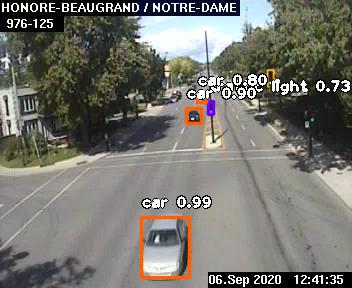 HONORE-BEAUGRAND / NOTRE-DAME
976-125
car 0.80
light 0.73
car 0.90
car 0.99
06.Sep 2020 12:41:35